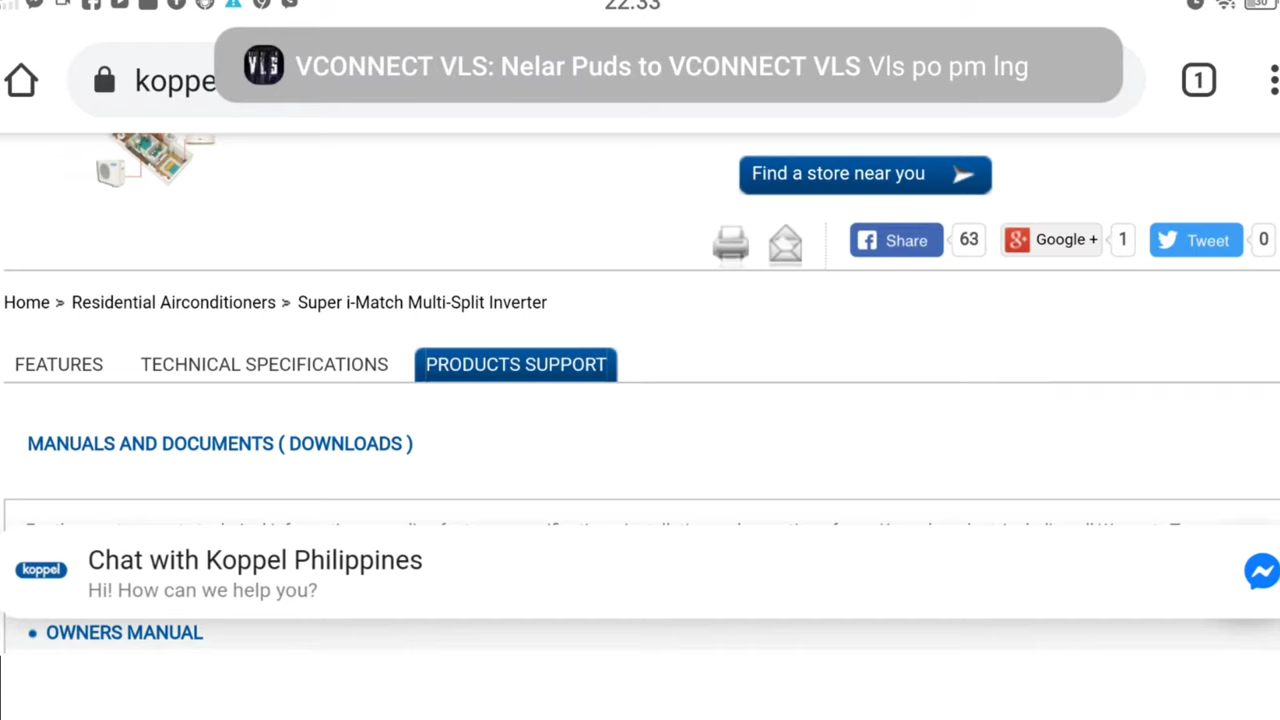 22:33
koppe
VLS VCONNECT VLS: Nelar Puds to VCONNECT VLS Vls po pm lng
1
Find a store near you
Share 63 Google + 1 Tweet 0
Home > Residential Airconditioners > Super i-Match Multi-Split Inverter
FEATURES TECHNICAL SPECIFICATIONS PRODUCTS SUPPORT
MANUALS AND DOCUMENTS ( DOWNLOADS )
koppel Chat with Koppel Philippines
Hi! How can we help you?
• OWNERS MANUAL